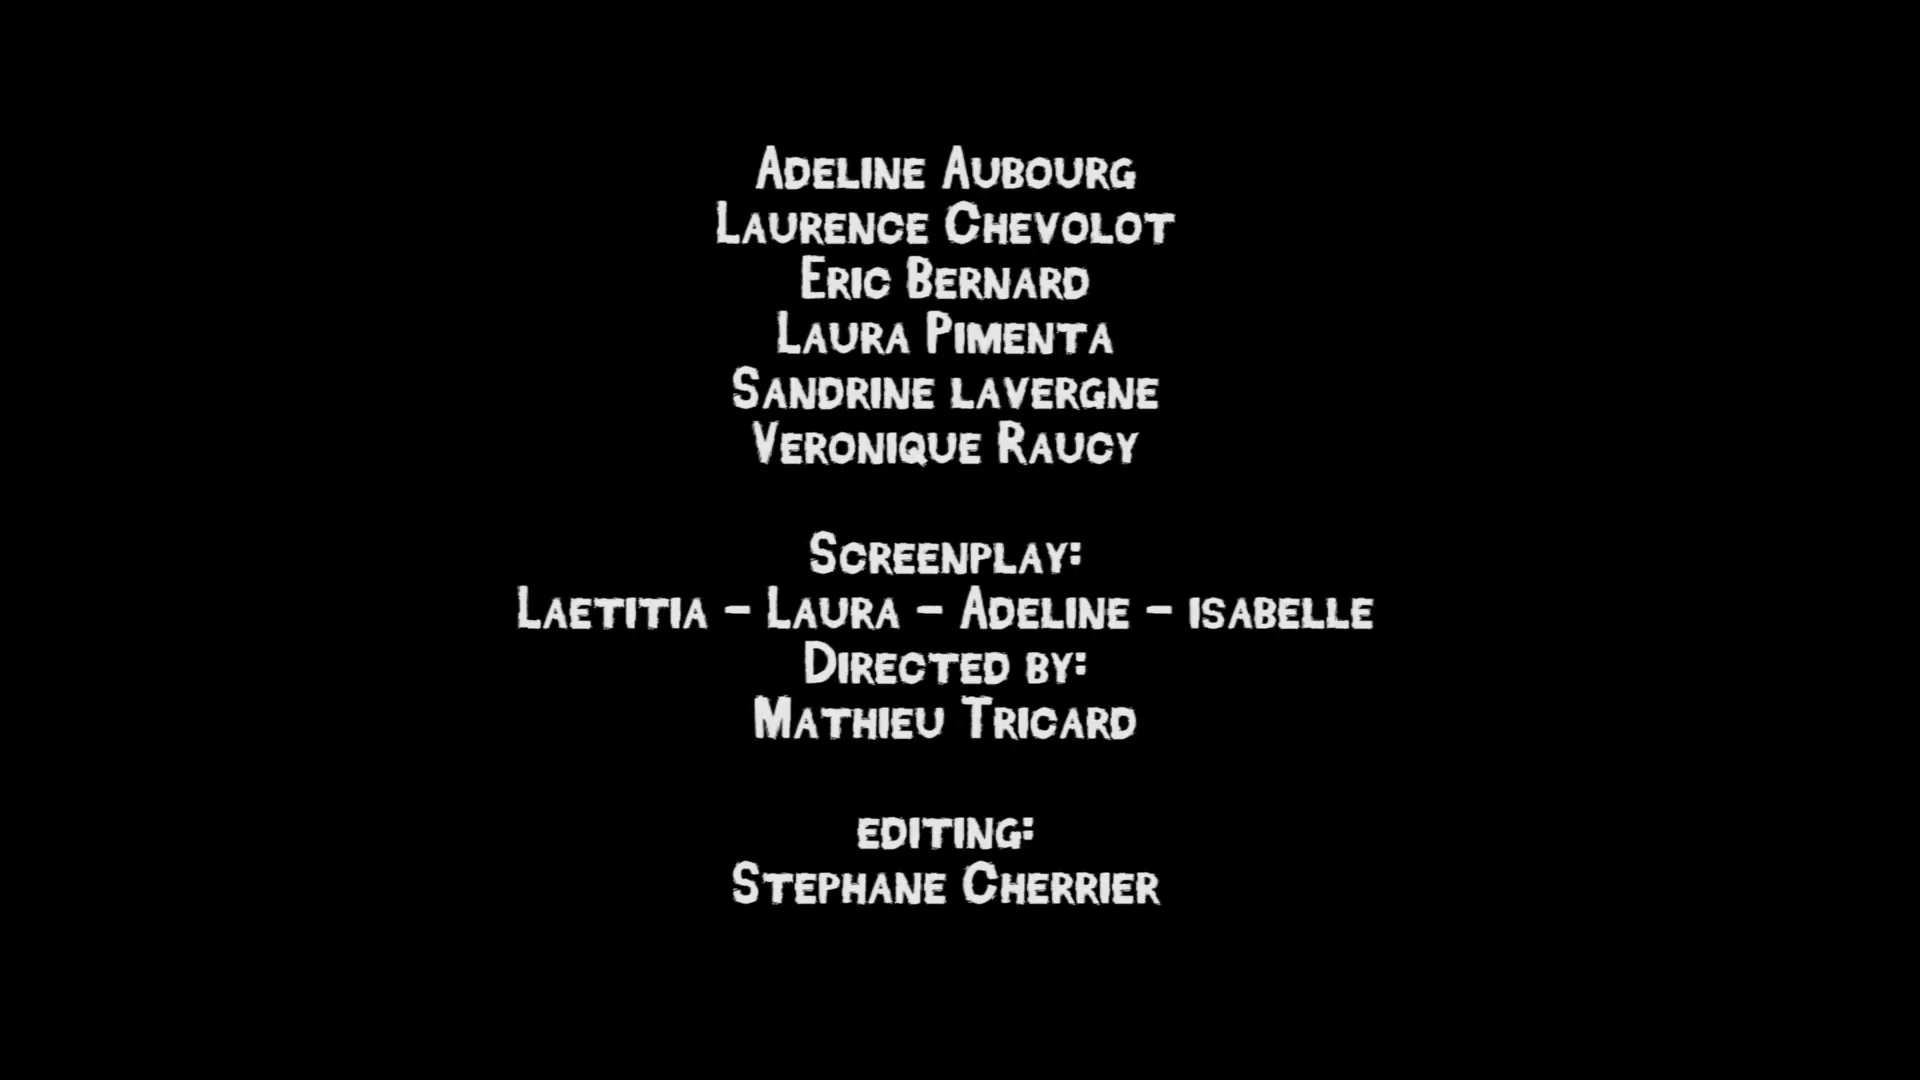 Adeline Aubourg
Laurence Chevolot
Eric Bernard
Laura Pimenta
Sandrine lavergne
Veronique Raucy
Screenplay:
Laetitia - Laura - Adeline - isabelle
Directed by:
Mathieu Tricard
editing:
Stephane Cherrier